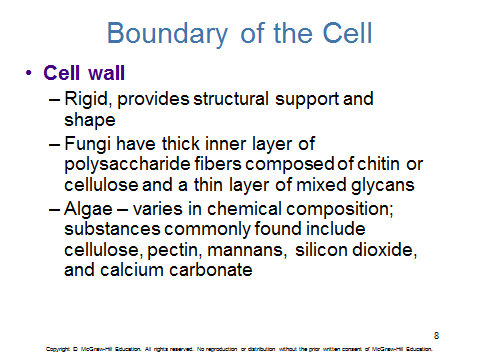 Boundary of the Cell
• Cell wall
– Rigid, provides structural support and
shape
– Fungi have thick inner layer of
polysaccharide fibers composed of chitin or
cellulose and a thin layer of mixed glycans
– Algae – varies in chemical composition;
substances commonly found include
cellulose, pectin, mannans, silicon dioxide,
and calcium carbonate
8
Copyright © McGraw-Hill Education. All rights reserved. No reproduction or distribution without the prior written consent of McGraw-Hill Education.